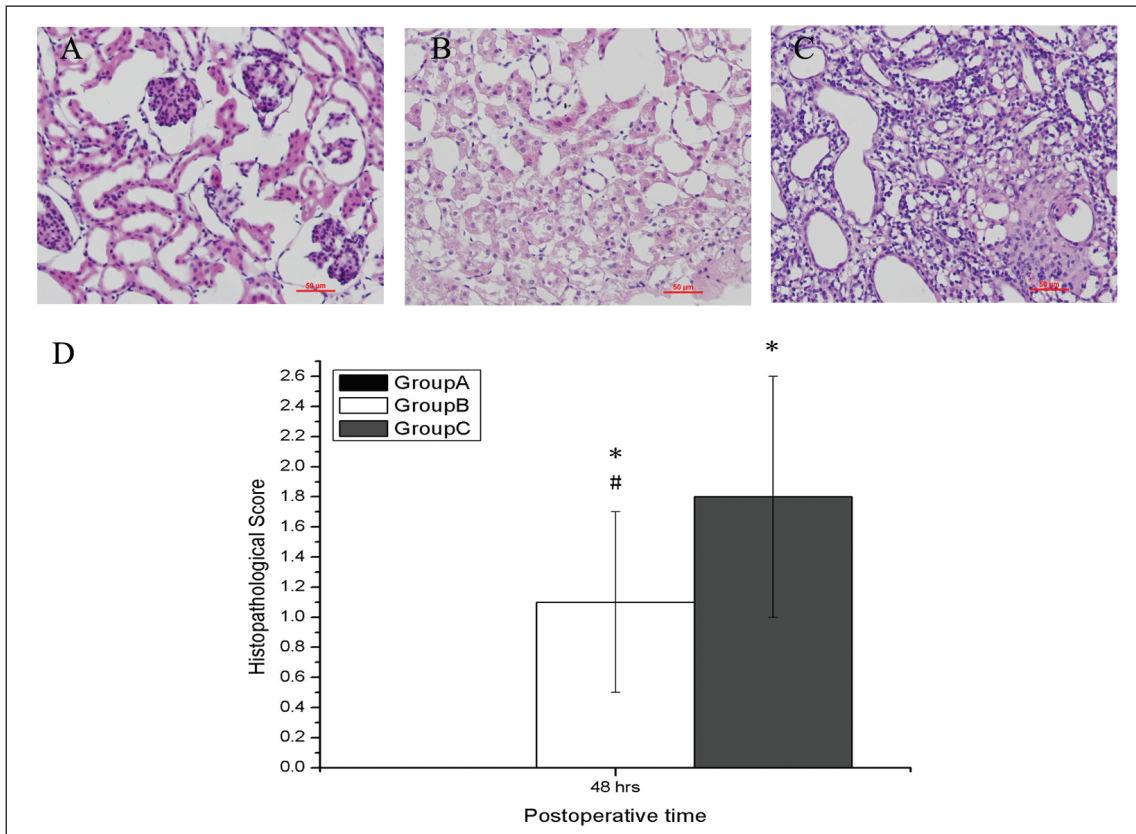 A
B
C
50 µm
50 µm
50 µm
D
GroupA
GroupB
GroupC
*
*
#
2.6
2.4
2.2
2.0
1.8
1.6
1.4
1.2
1.0
0.8
0.6
0.4
0.2
0.0
Histopathological Score
48 hrs
Postoperative time